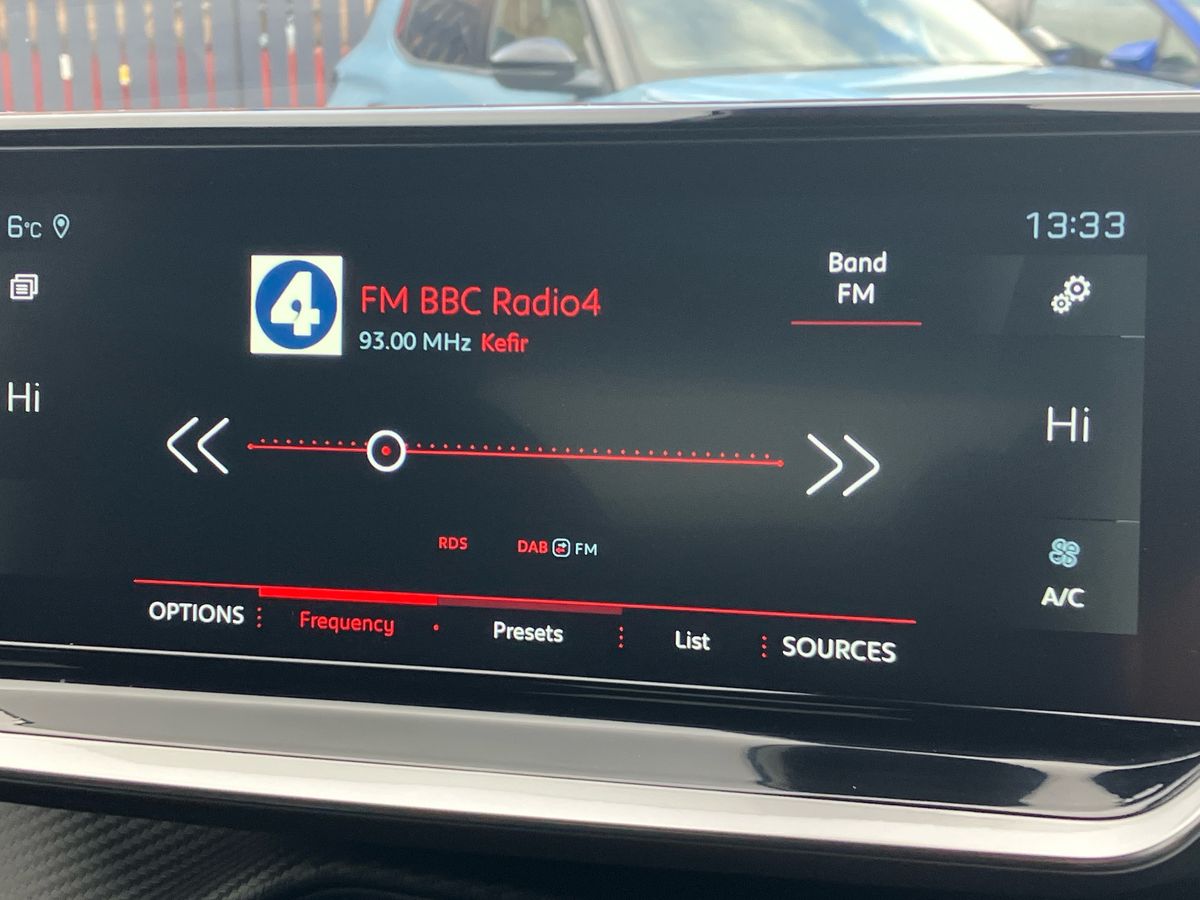 6°C
13:33
Band
FM
4
FM BBC Radio4
93.00 MHz Kefir
Hi
Hi
RDS
DAB FM
A/C
OPTIONS Frequency Presets List SOURCES